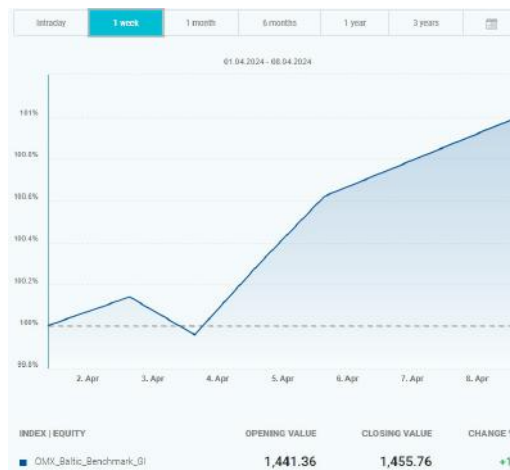 Intraday 1 week 1 month 6 months 1 year 3 years
01.04.2024 - 08.04.2024
101%
100.8%
100.6%
100.4%
100.2%
100%
99.8%
2. Apr 3. Apr 4. Apr 5. Apr 6. Apr 7. Apr 8. Apr
INDEX | EQUITY OPENING VALUE CLOSING VALUE CHANGE
OMX_Baltic_Benchmark_GI 1,441.36 1,455.76 +1